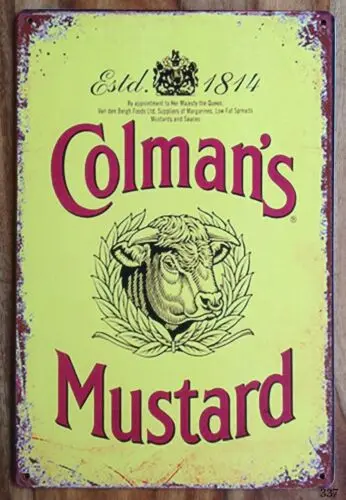 Estd. 1814
By appointment to Her Majesty the Queen.
Van den Bergh Foods Ltd. Suppliers of Margarines, Low Fat Spreads
Mustards and Sauces
Colman's
®
Mustard
337